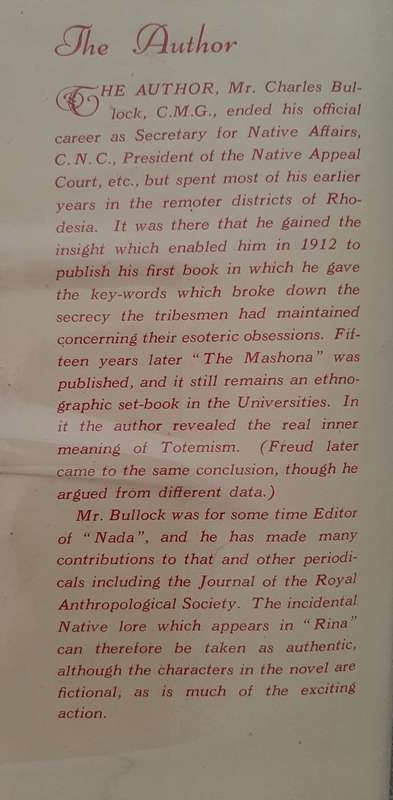 The Author
THE AUTHOR, Mr. Charles Bul-
lock, C.M.G., ended his official
career as Secretary for Native Affairs,
C.N.C., President of the Native Appeal
Court, etc., but spent most of his earlier
years in the remoter districts of Rho-
desia. It was there that he gained the
insight which enabled him in 1912 to
publish his first book in which he gave
the key-words which broke down the
secrecy the tribesmen had maintained
concerning their esoteric obsessions. Fif-
teen years later "The Mashona" was
published, and it still remains an ethno-
graphic set-book in the Universities. In
it the author revealed the real inner
meaning of Totemism. (Freud later
came to the same conclusion, though he
argued from different data.)
Mr. Bullock was for some time Editor
of "Nada", and he has made many
contributions to that and other periodi-
cals including the Journal of the Royal
Anthropological Society. The incidental
Native lore which appears in "Rina"
can therefore be taken as authentic,
although the characters in the novel are
fictional, as is much of the exciting
action.